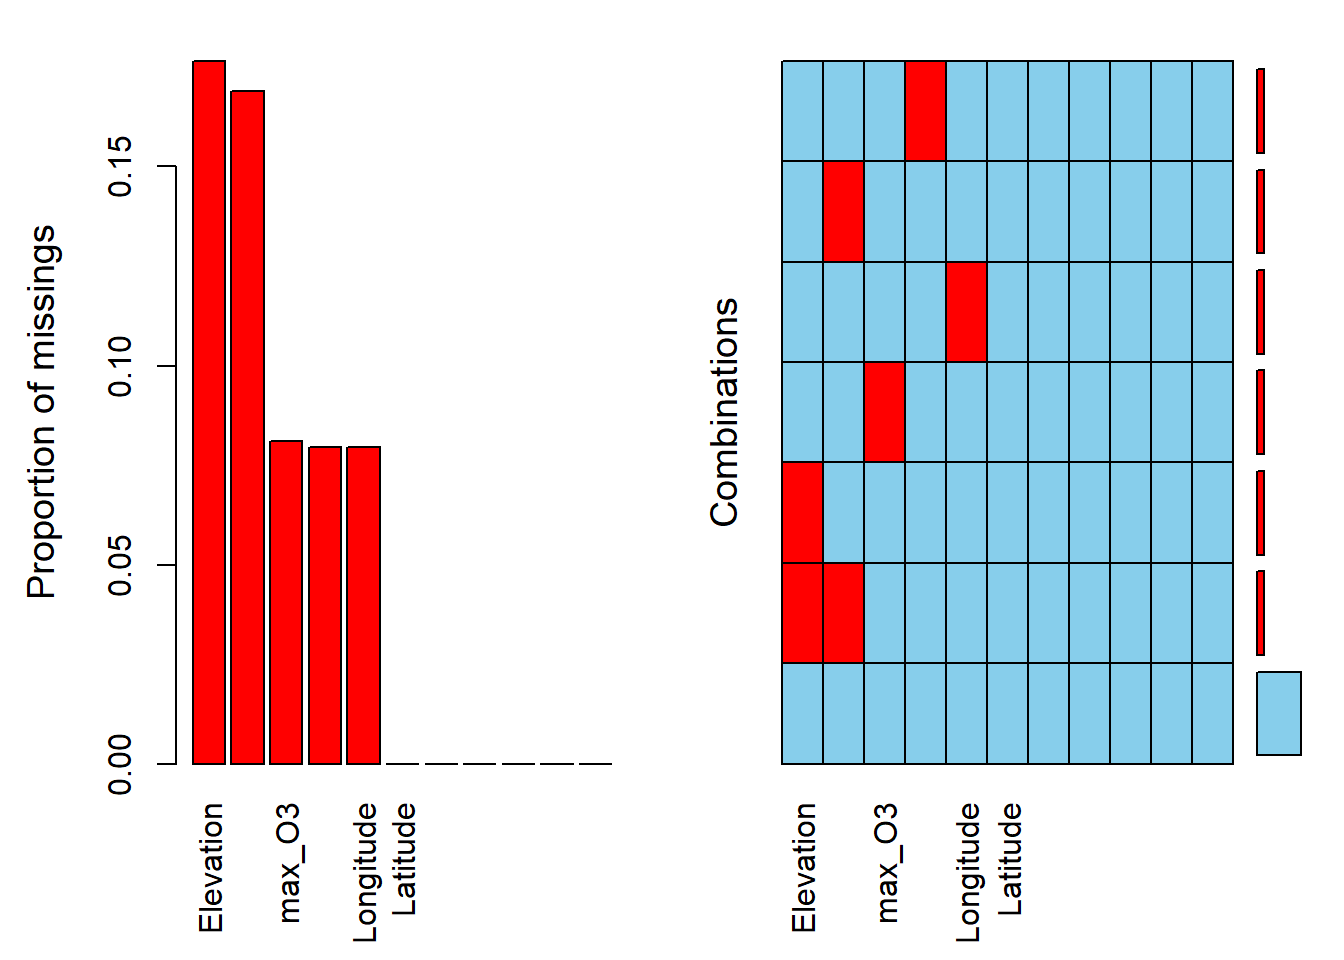 Proportion of missings
0.15
0.10
0.05
0.00
Elevation
max_O3
Longitude
Latitude
Combinations
Elevation
max_O3
Longitude
Latitude